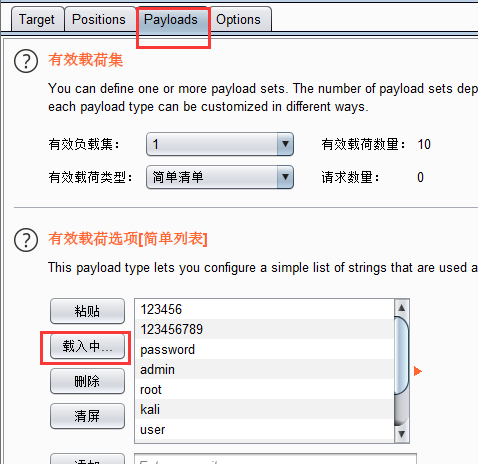 Target Positions Payloads Options
? 有效载荷集
You can define one or more payload sets. The number of payload sets dep
each payload type can be customized in different ways.
有效负载集： 1 有效载荷数量： 10
有效载荷类型： 简单清单 请求数量： 0
? 有效载荷选项[简单列表]
This payload type lets you configure a simple list of strings that are used a
粘贴
载入中...
删除
清屏
123456
123456789
password
admin
root
kali
user
添加